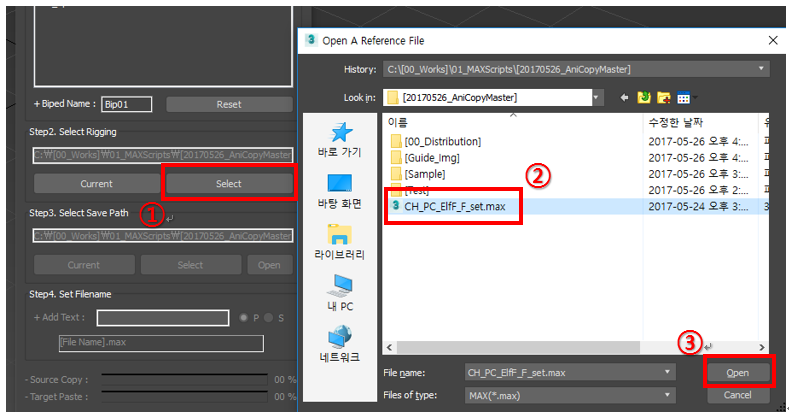 + Biped Name :
Bip01
Reset
Step2. Select Rigging
C:₩[00_Works]₩01_MAXScripts₩[20170526_AniCopyMaster
Current
Select
①
Step3. Select Save Path
C:₩[00_Works]₩01_MAXScripts₩[20170526_AniCopyMaster
Current
Select
Open
Step4. Set Filename
+ Add Text :
P
S
[File Name].max
- Source Copy :
00 %
- Target Paste :
00 %
3 Open A Reference File
History:
C:\[00_Works]\01_MAXScripts\[20170526_AniCopyMaster]
Look in:
[20170526_AniCopyMaster]
바로 가기
바탕 화면
라이브러리
내 PC
네트워크
이름
수정한 날짜
[00_Distribution]
2017-05-26 오후 4:...
[Guide_Img]
2017-05-26 오후 4:...
[Sample]
2017-05-26 오후 3:...
[Test]
2017-05-26 오후 2:...
②
CH_PC_ElfF_F_set.max
2017-05-24 오후 3:...
③
File name:
CH_PC_ElfF_F_set.max
Open
Files of type:
MAX(*.max)
Cancel